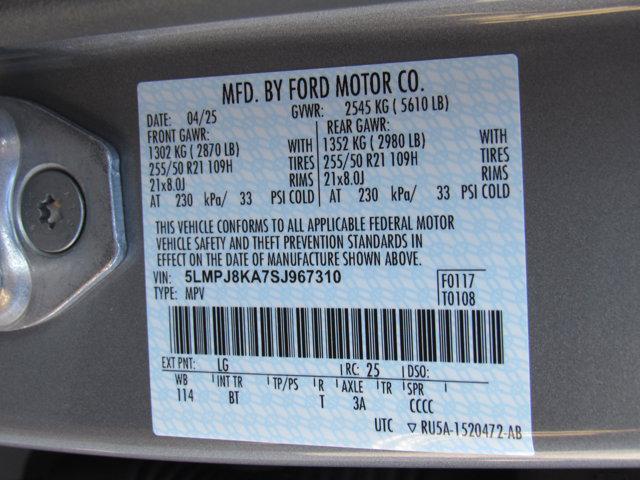 MFD. BY FORD MOTOR CO.
DATE: 04/25 GVWR: 2545 KG ( 5610 LB)
FRONT GAWR: REAR GAWR:
1302 KG ( 2870 LB) WITH 1352 KG ( 2980 LB) WITH
255/50 R21 109H TIRES 255/50 R21 109H TIRES
21x8.0J RIMS 21x8.0J RIMS
AT 230 kPa/ 33 PSI COLD AT 230 kPa/ 33 PSI COLD
THIS VEHICLE CONFORMS TO ALL APPLICABLE FEDERAL MOTOR
VEHICLE SAFETY AND THEFT PREVENTION STANDARDS IN
EFFECT ON THE DATE OF MANUFACTURE SHOWN ABOVE.
VIN: 5LMPJ8KA7SJ967310 F0117
TYPE: MPV T0108
EXT PNT: LG RC: 25 DSO:
WB INT TR TP/PS R AXLE TR SPR
114 BT T 3A CCCC
UTC ▽ RU5A-1520472-AB